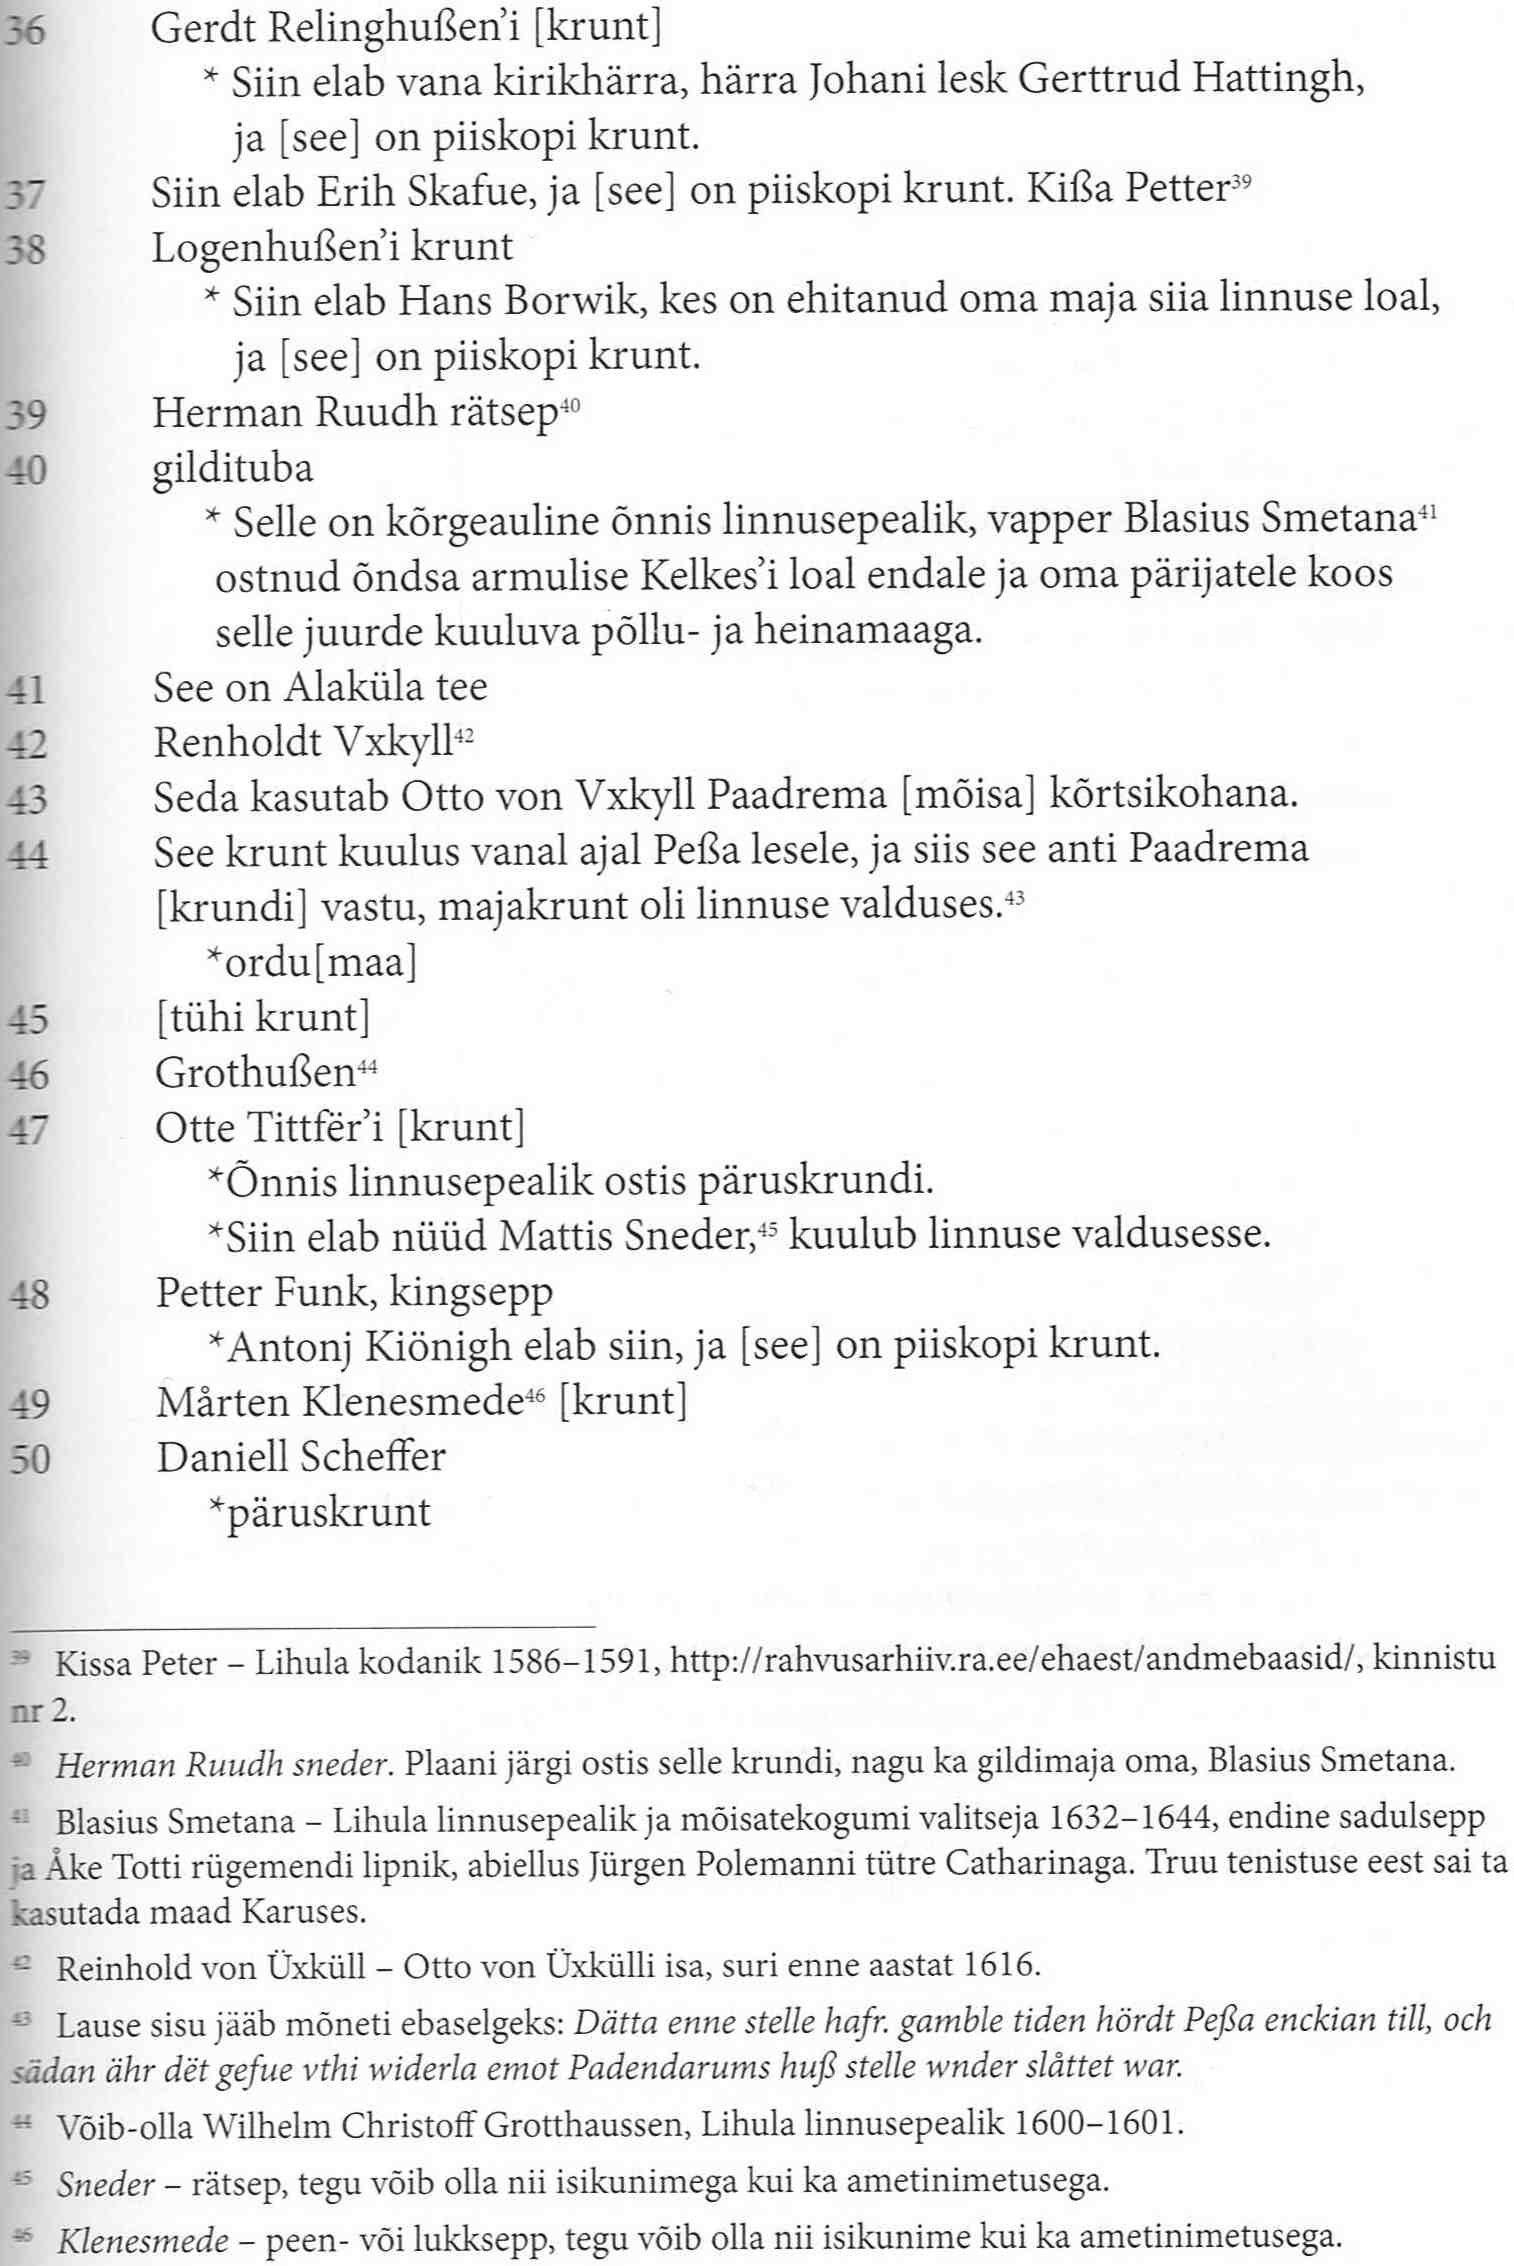 36 Gerdt Relinghußen’i [krunt]
* Siin elab vana kirikhärra, härra Johani lesk Gerttrud Hattingh,
ja [see] on piiskopi krunt.
37 Siin elab Erih Skafue, ja [see] on piiskopi krunt. Kißa Petter³⁹
38 Logenhußen’i krunt
* Siin elab Hans Borwik, kes on ehitanud oma maja siia linnuse loal,
ja [see] on piiskopi krunt.
39 Herman Ruudh rätsep⁴⁰
40 gildituba
* Selle on kõrgeauline õnnis linnusepealik, vapper Blasius Smetana⁴¹
ostnud õndsa armulise Kelkes’i loal endale ja oma pärijatele koos
selle juurde kuuluva põllu- ja heinamaaga.
41 See on Alaküla tee
42 Renholdt Vxkyll⁴²
43 Seda kasutab Otto von Vxkyll Paadrema [mõisa] kõrtsikohana.
44 See krunt kuulus vanal ajal Peßa lesele, ja siis see anti Paadrema
[krundi] vastu, majakrunt oli linnuse valduses.⁴³
*ordu[maa]
45 [tühi krunt]
46 Grothußen⁴⁴
47 Otte Tittfër’i [krunt]
*Õnnis linnusepealik ostis päruskrundi.
*Siin elab nüüd Mattis Sneder,⁴⁵ kuulub linnuse valdusesse.
48 Petter Funk, kingsepp
*Antonj Kiönigh elab siin, ja [see] on piiskopi krunt.
49 Mårten Klenesmede⁴⁶ [krunt]
50 Daniell Scheffer
*päruskrunt
³⁹ Kissa Peter – Lihula kodanik 1586–1591, http://rahvusarhiiv.ra.ee/ehaest/andmebaasid/, kinnistu
nr 2.
⁴⁰ Herman Ruudh sneder. Plaani järgi ostis selle krundi, nagu ka gildimaja oma, Blasius Smetana.
⁴¹ Blasius Smetana – Lihula linnusepealik ja mõisatekogumi valitseja 1632–1644, endine sadulsepp
ja Åke Totti rügemendi lipnik, abiellus Jürgen Polemanni tütre Catharinaga. Truu tenistuse eest sai ta
kasutada maad Karuses.
⁴² Reinhold von Üxküll – Otto von Üxkülli isa, suri enne aastat 1616.
⁴³ Lause sisu jääb mõneti ebaselgeks: Dätta enne stelle hafr. gamble tiden hördt Peßa enckian till, och
sädan ähr dët gefue vthi widerla emot Padendarums huß stelle wnder slåttet war.
⁴⁴ Võib-olla Wilhelm Christoff Grotthaussen, Lihula linnusepealik 1600–1601.
⁴⁵ Sneder – rätsep, tegu võib olla nii isikunimega kui ka ametinimetusega.
⁴⁶ Klenesmede – peen- või lukksepp, tegu võib olla nii isikunime kui ka ametinimetusega.